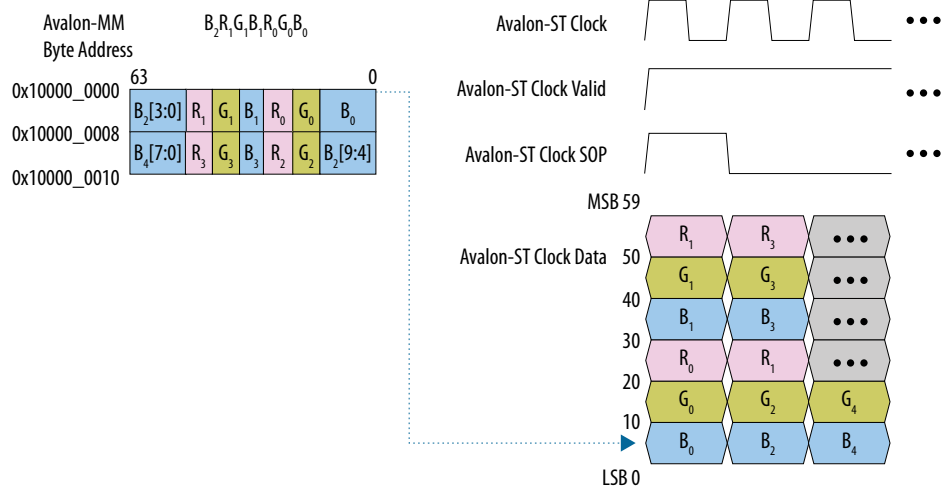 Avalon-MM
Byte Address
B₂R₁G₁B₁R₀G₀B₀
63 0
0x10000_0000
B₂[3:0] R₁ G₁ B₁ R₀ G₀ B₀
0x10000_0008
B₄[7:0] R₃ G₃ B₃ R₂ G₂ B₂[9:4]
0x10000_0010
Avalon-ST Clock
Avalon-ST Clock Valid
Avalon-ST Clock SOP
MSB 59
Avalon-ST Clock Data
R₁ R₃
50
G₁ G₃
40
B₁ B₃
30
R₀ R₁
20
G₀ G₂ G₄
10
B₀ B₂ B₄
LSB 0